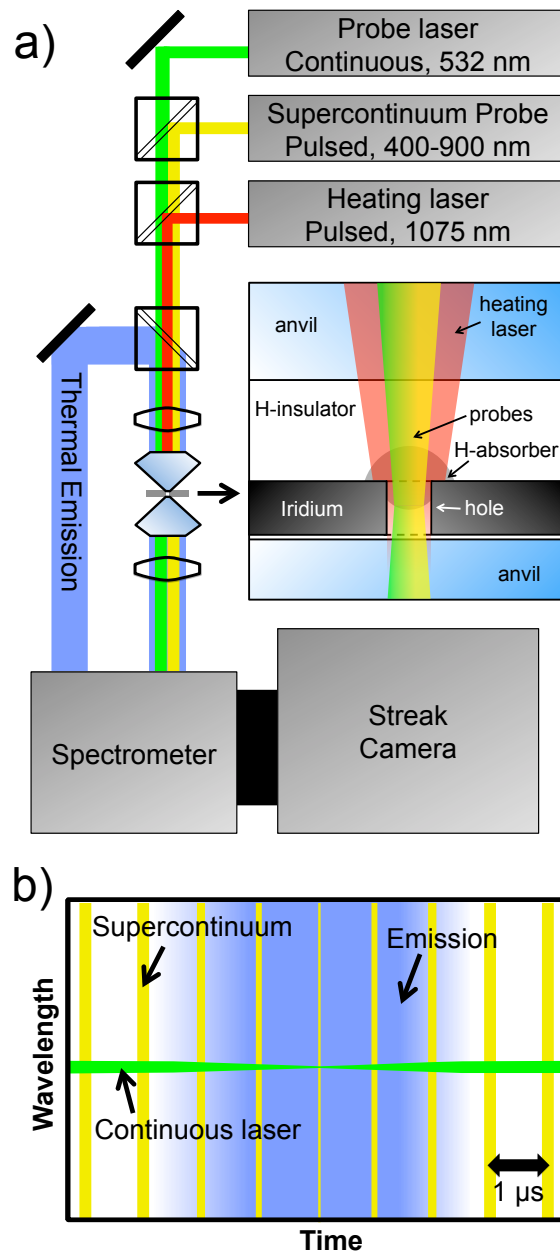 a)
Probe laser
Continuous, 532 nm
Supercontinuum Probe
Pulsed, 400-900 nm
Heating laser
Pulsed, 1075 nm
anvil
heating
laser
H-insulator
probes
H-absorber
Iridium
hole
anvil
Thermal Emission
Spectrometer
Streak
Camera
b)
Supercontinuum
Emission
Continuous laser
1 μs
Wavelength
Time